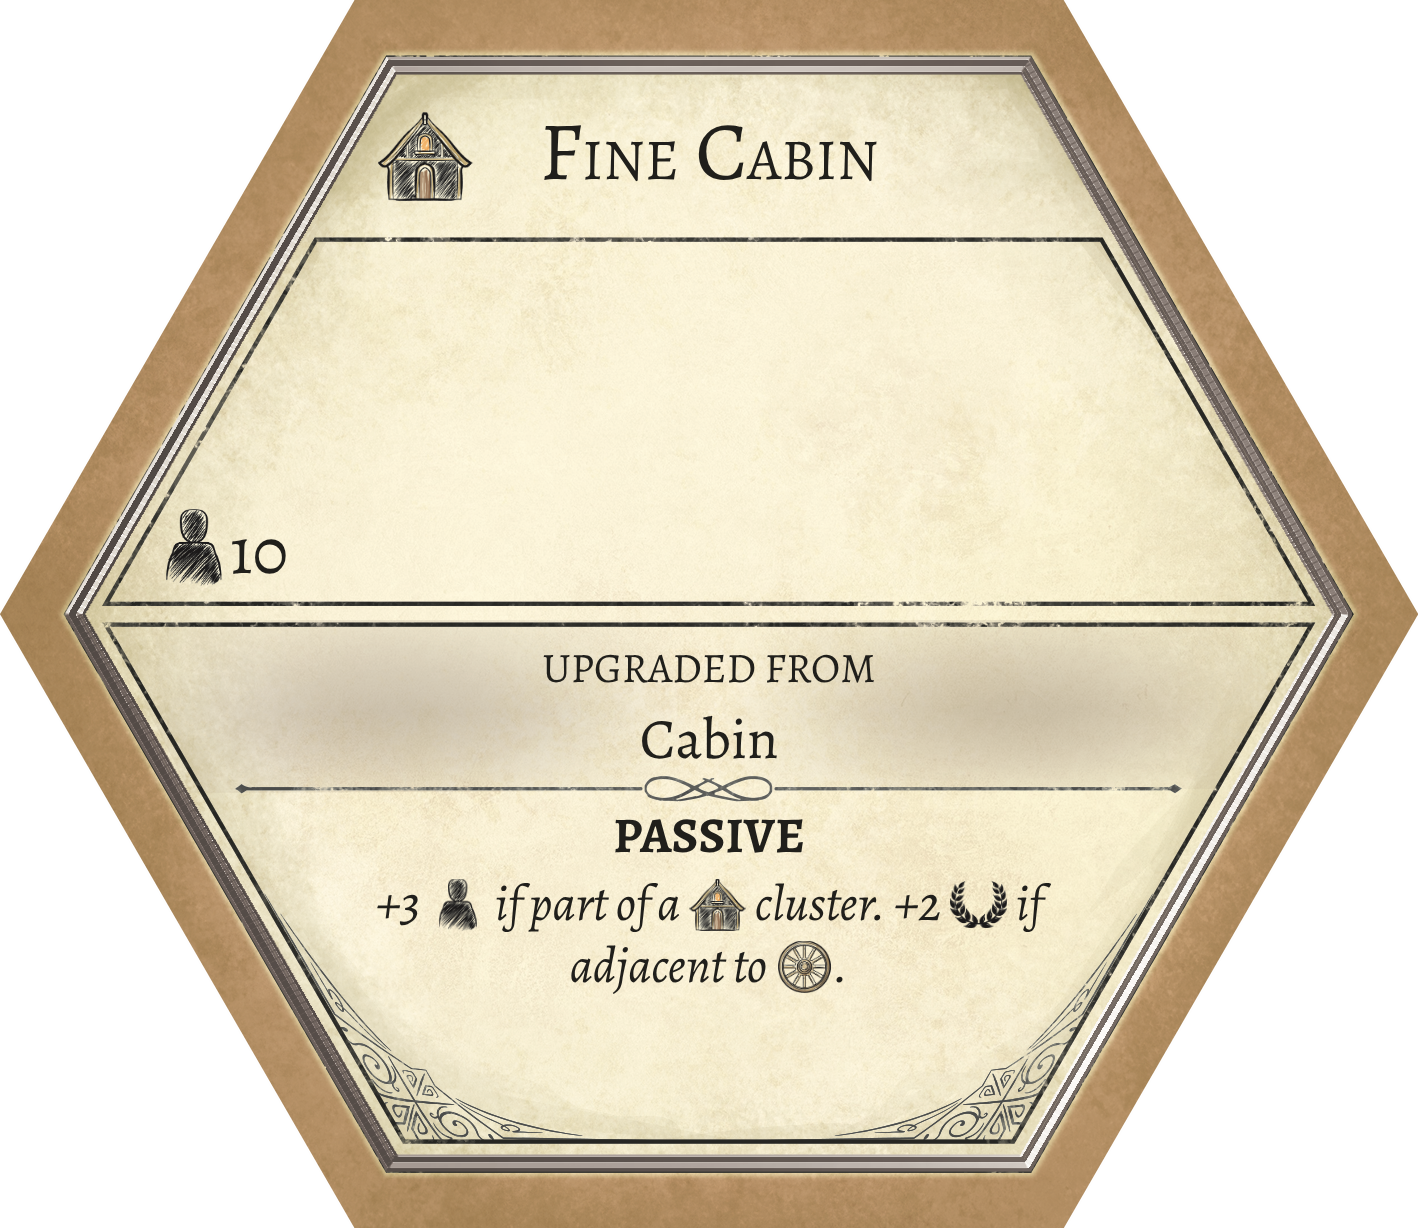 Fine Cabin
10
UPGRADED FROM
Cabin
PASSIVE
+3 if part of a cluster. +2 if
adjacent to .